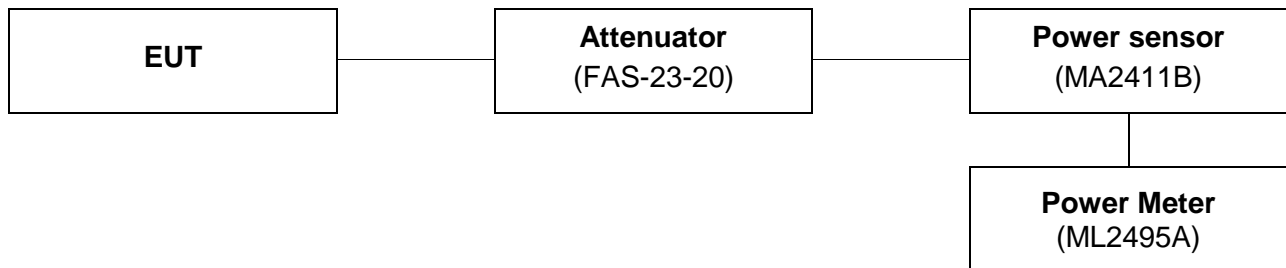 EUT
Attenuator
(FAS-23-20)
Power sensor
(MA2411B)
Power Meter
(ML2495A)